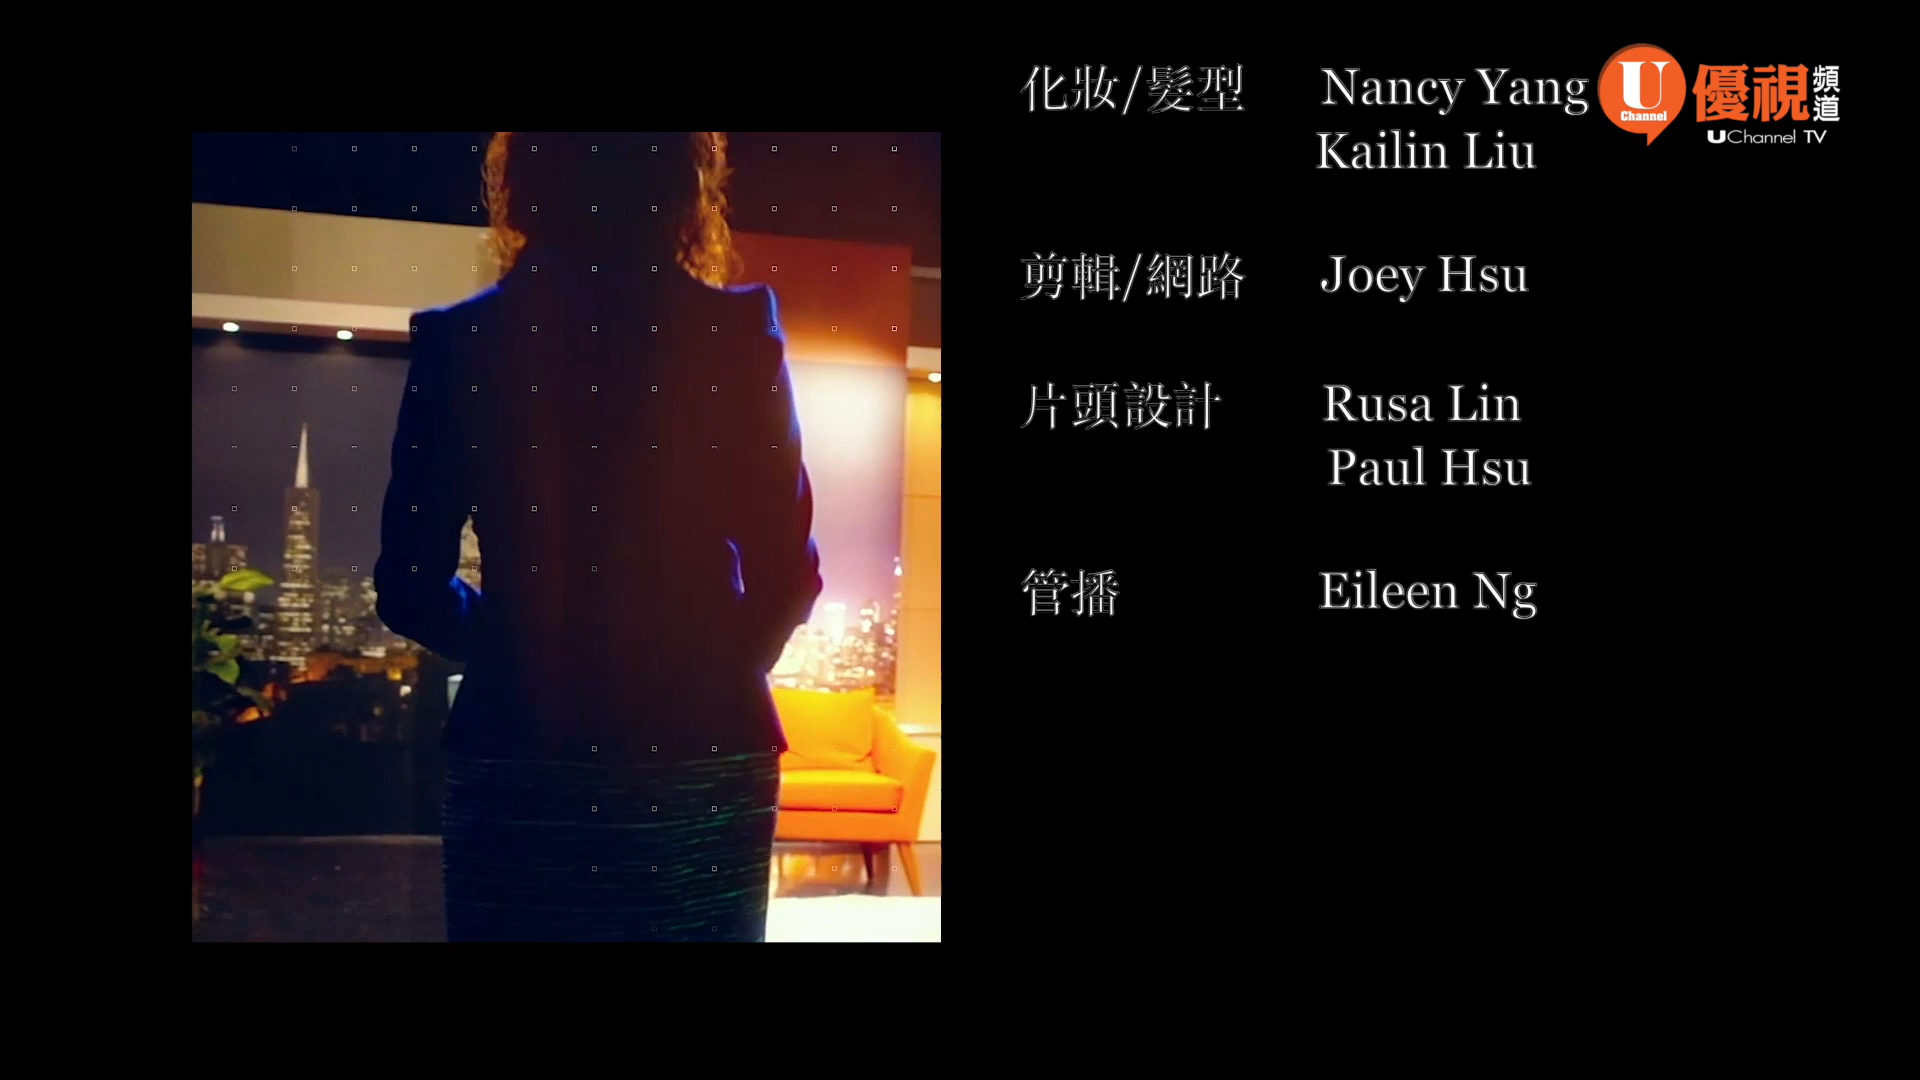 化妝/髮型 Nancy Yang
Kailin Liu
剪輯/網路 Joey Hsu
片頭設計 Rusa Lin
Paul Hsu
管播 Eileen Ng
U Channel 優視頻道
UChannel TV